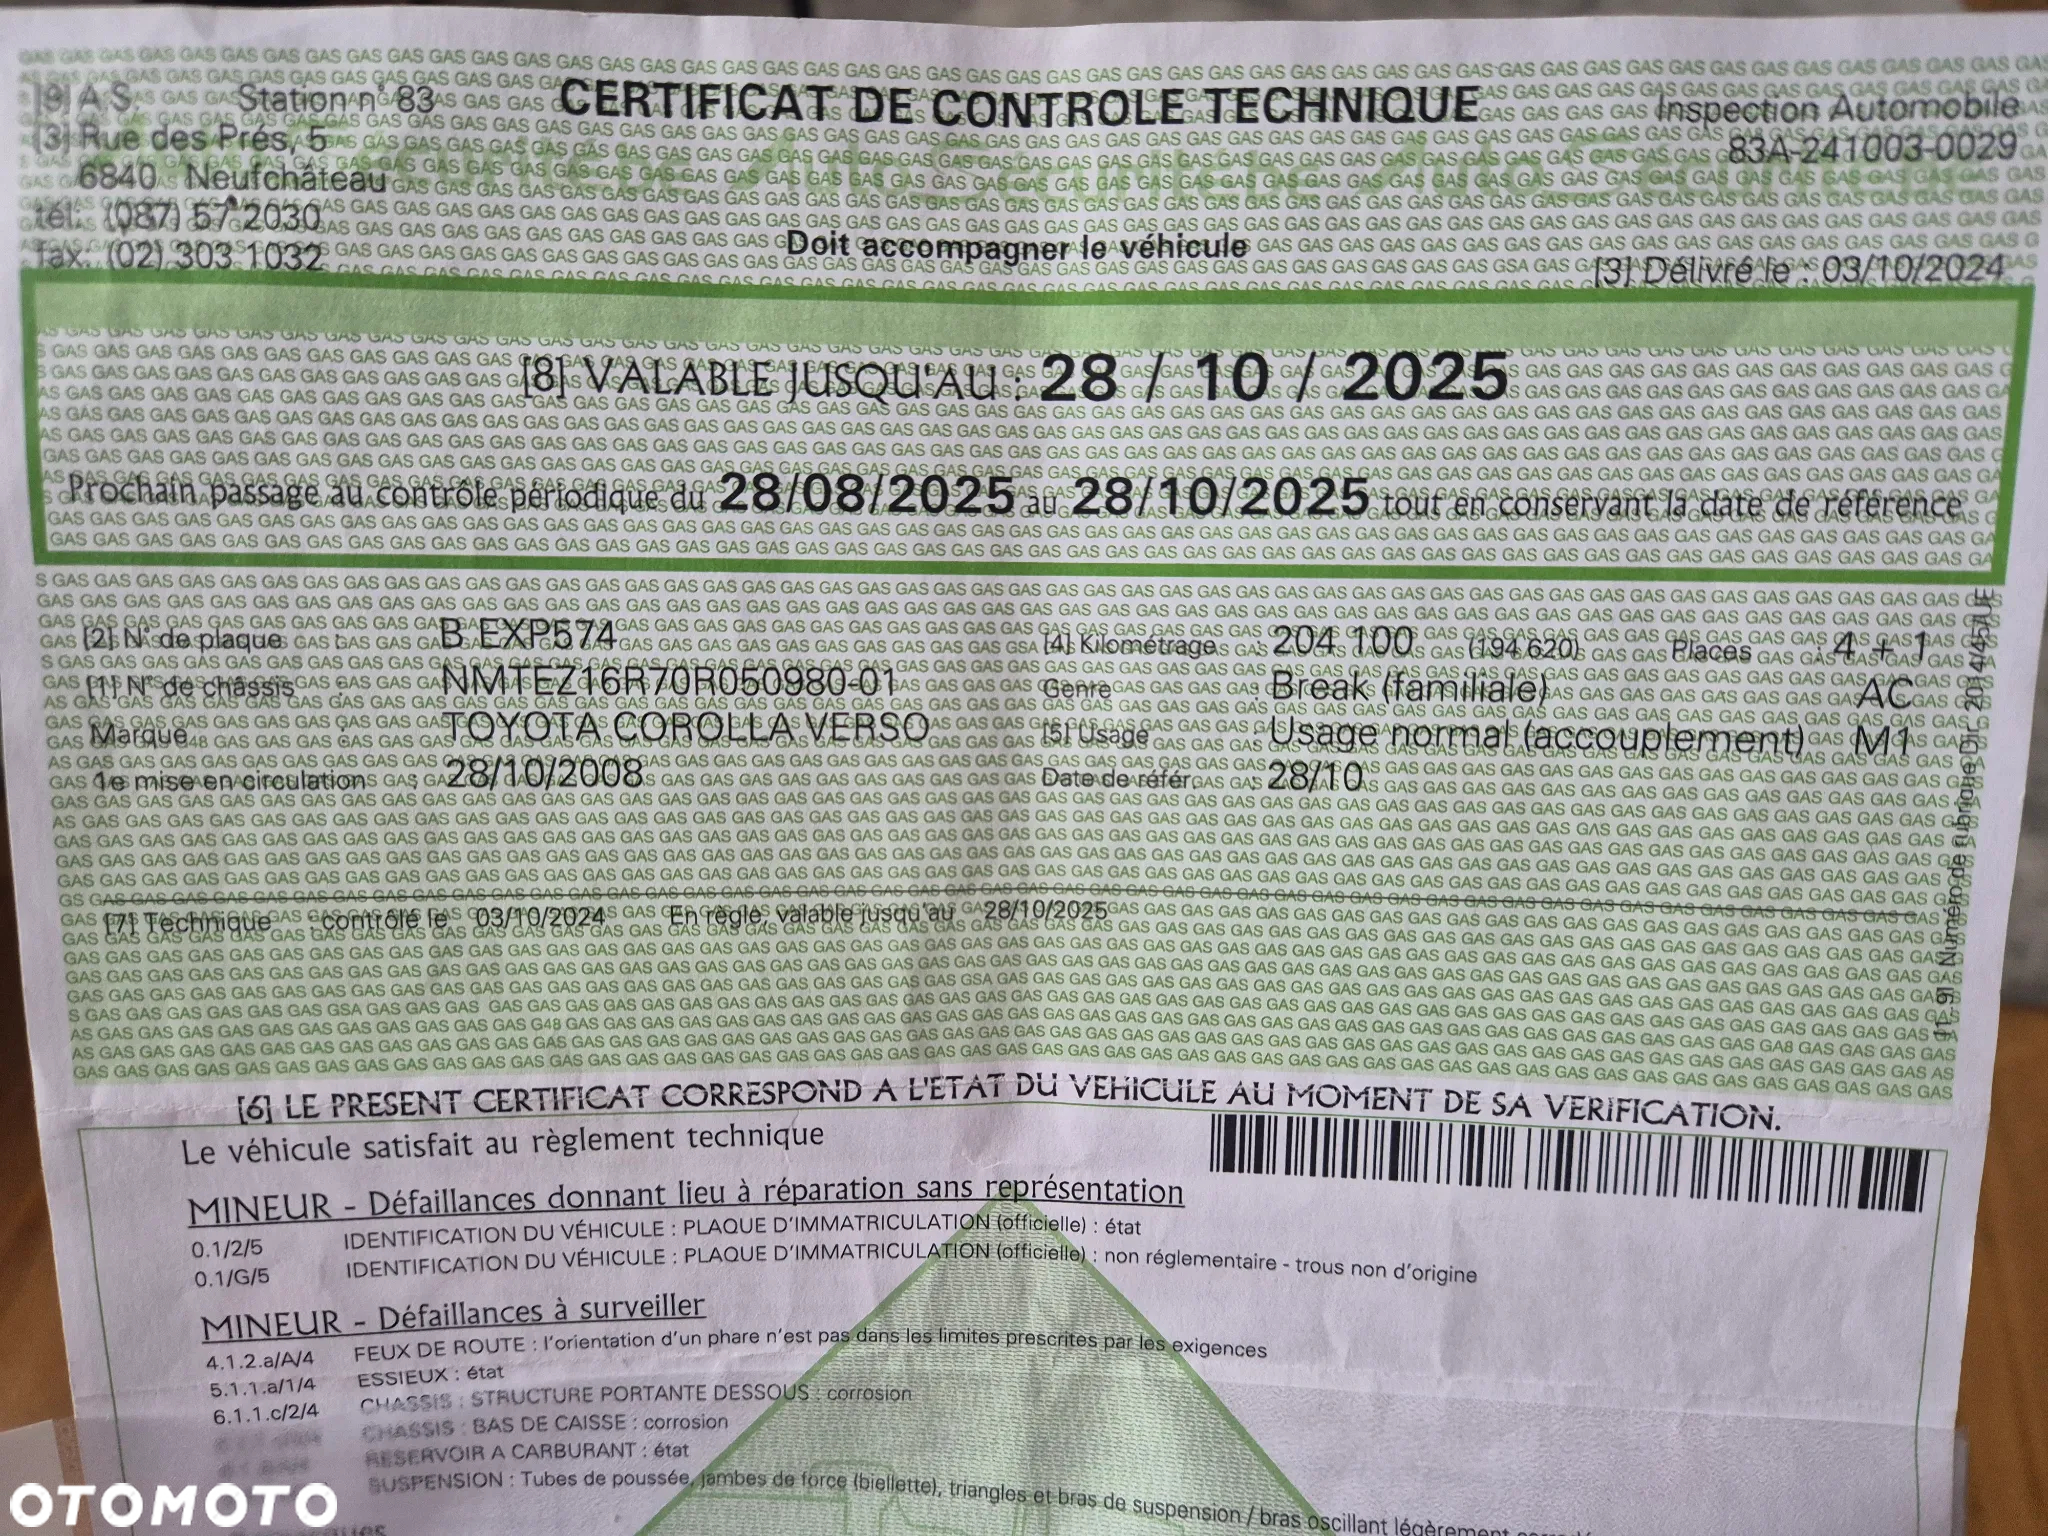 [9] A.S. Station n° 83
CERTIFICAT DE CONTROLE TECHNIQUE
Inspection Automobile
[3] Rue des Prés, 5
83A-241003-0029
6840 Neufchâteau
tél. (087) 57 2030
Doit accompagner le véhicule
fax. (02) 303 1032
[3] Délivré le : 03/10/2024
[8] VALABLE JUSQU'AU : 28 / 10 / 2025
Prochain passage au contrôle périodique du 28/08/2025 au 28/10/2025 tout en conservant la date de référence
[2] N° de plaque : B EXP574
[4] Kilométrage : 204 100 (194 620) Places : 4 + 1
[1] N° de châssis : NMTEZ16R70R050980-01
Genre : Break (familiale) AC
Marque : TOYOTA COROLLA VERSO
[5] Usage : Usage normal (accouplement) M1
1e mise en circulation : 28/10/2008
Date de référ. : 28/10
[7] Technique : contrôlé le 03/10/2024 En règle, valable jusqu'au 28/10/2025
[1-9] Numéro de rubrique Dir. 2014/45/UE
[6] LE PRESENT CERTIFICAT CORRESPOND A L'ETAT DU VEHICULE AU MOMENT DE SA VERIFICATION.
Le véhicule satisfait au règlement technique
MINEUR - Défaillances donnant lieu à réparation sans représentation
0.1/2/5 IDENTIFICATION DU VÉHICULE : PLAQUE D'IMMATRICULATION (officielle) : état
0.1/G/5 IDENTIFICATION DU VÉHICULE : PLAQUE D'IMMATRICULATION (officielle) : non réglementaire - trous non d'origine
MINEUR - Défaillances à surveiller
4.1.2.a/A/4 FEUX DE ROUTE : l'orientation d'un phare n'est pas dans les limites prescrites par les exigences
5.1.1.a/1/4 ESSIEUX : état
6.1.1.c/2/4 CHASSIS : STRUCTURE PORTANTE DESSOUS : corrosion
CHASSIS : BAS DE CAISSE : corrosion
RESERVOIR A CARBURANT : état
SUSPENSION : Tubes de poussée, jambes de force (biellette), triangles et bras de suspension / bras oscillant légèrement
OTOMOTO